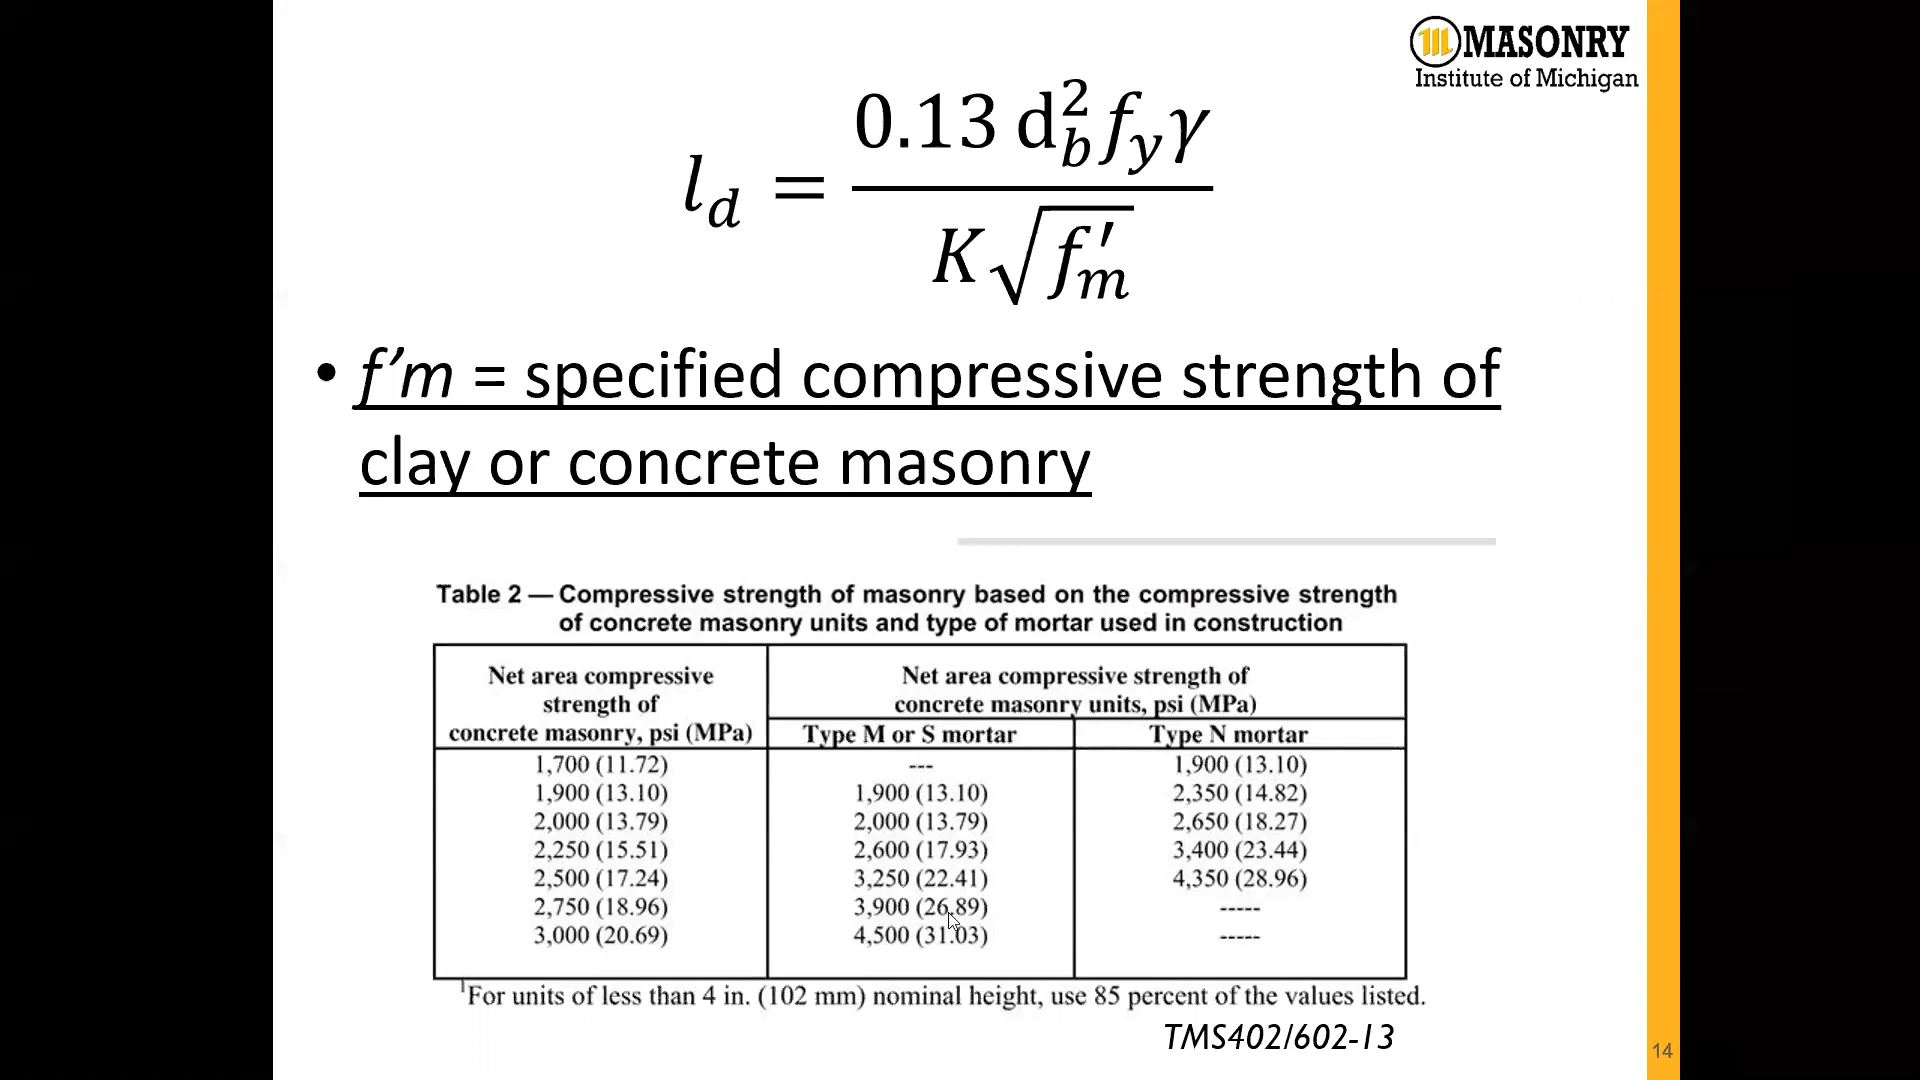 MASONRY
Institute of Michigan
l_d = \frac{0.13 d_b^2 f_y γ}{K \sqrt{f'_m}}
• f’m = specified compressive strength of
clay or concrete masonry
Table 2 — Compressive strength of masonry based on the compressive strength
of concrete masonry units and type of mortar used in construction
Net area compressive strength of concrete masonry, psi (MPa) | Net area compressive strength of concrete masonry units, psi (MPa)
Type M or S mortar | Type N mortar
1,700 (11.72) | --- | 1,900 (13.10)
1,900 (13.10) | 1,900 (13.10) | 2,350 (14.82)
2,000 (13.79) | 2,000 (13.79) | 2,650 (18.27)
2,250 (15.51) | 2,600 (17.93) | 3,400 (23.44)
2,500 (17.24) | 3,250 (22.41) | 4,350 (28.96)
2,750 (18.96) | 3,900 (26.89) | -----
3,000 (20.69) | 4,500 (31.03) | -----
¹For units of less than 4 in. (102 mm) nominal height, use 85 percent of the values listed.
TMS402/602-13
14